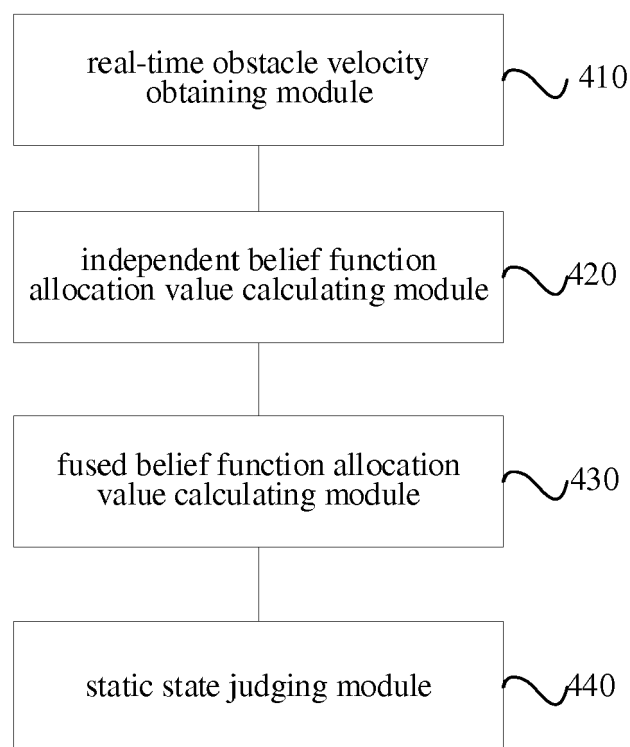 real-time obstacle velocity
obtaining module
410
independent belief function
allocation value calculating module
420
fused belief function allocation
value calculating module
430
static state judging module
440